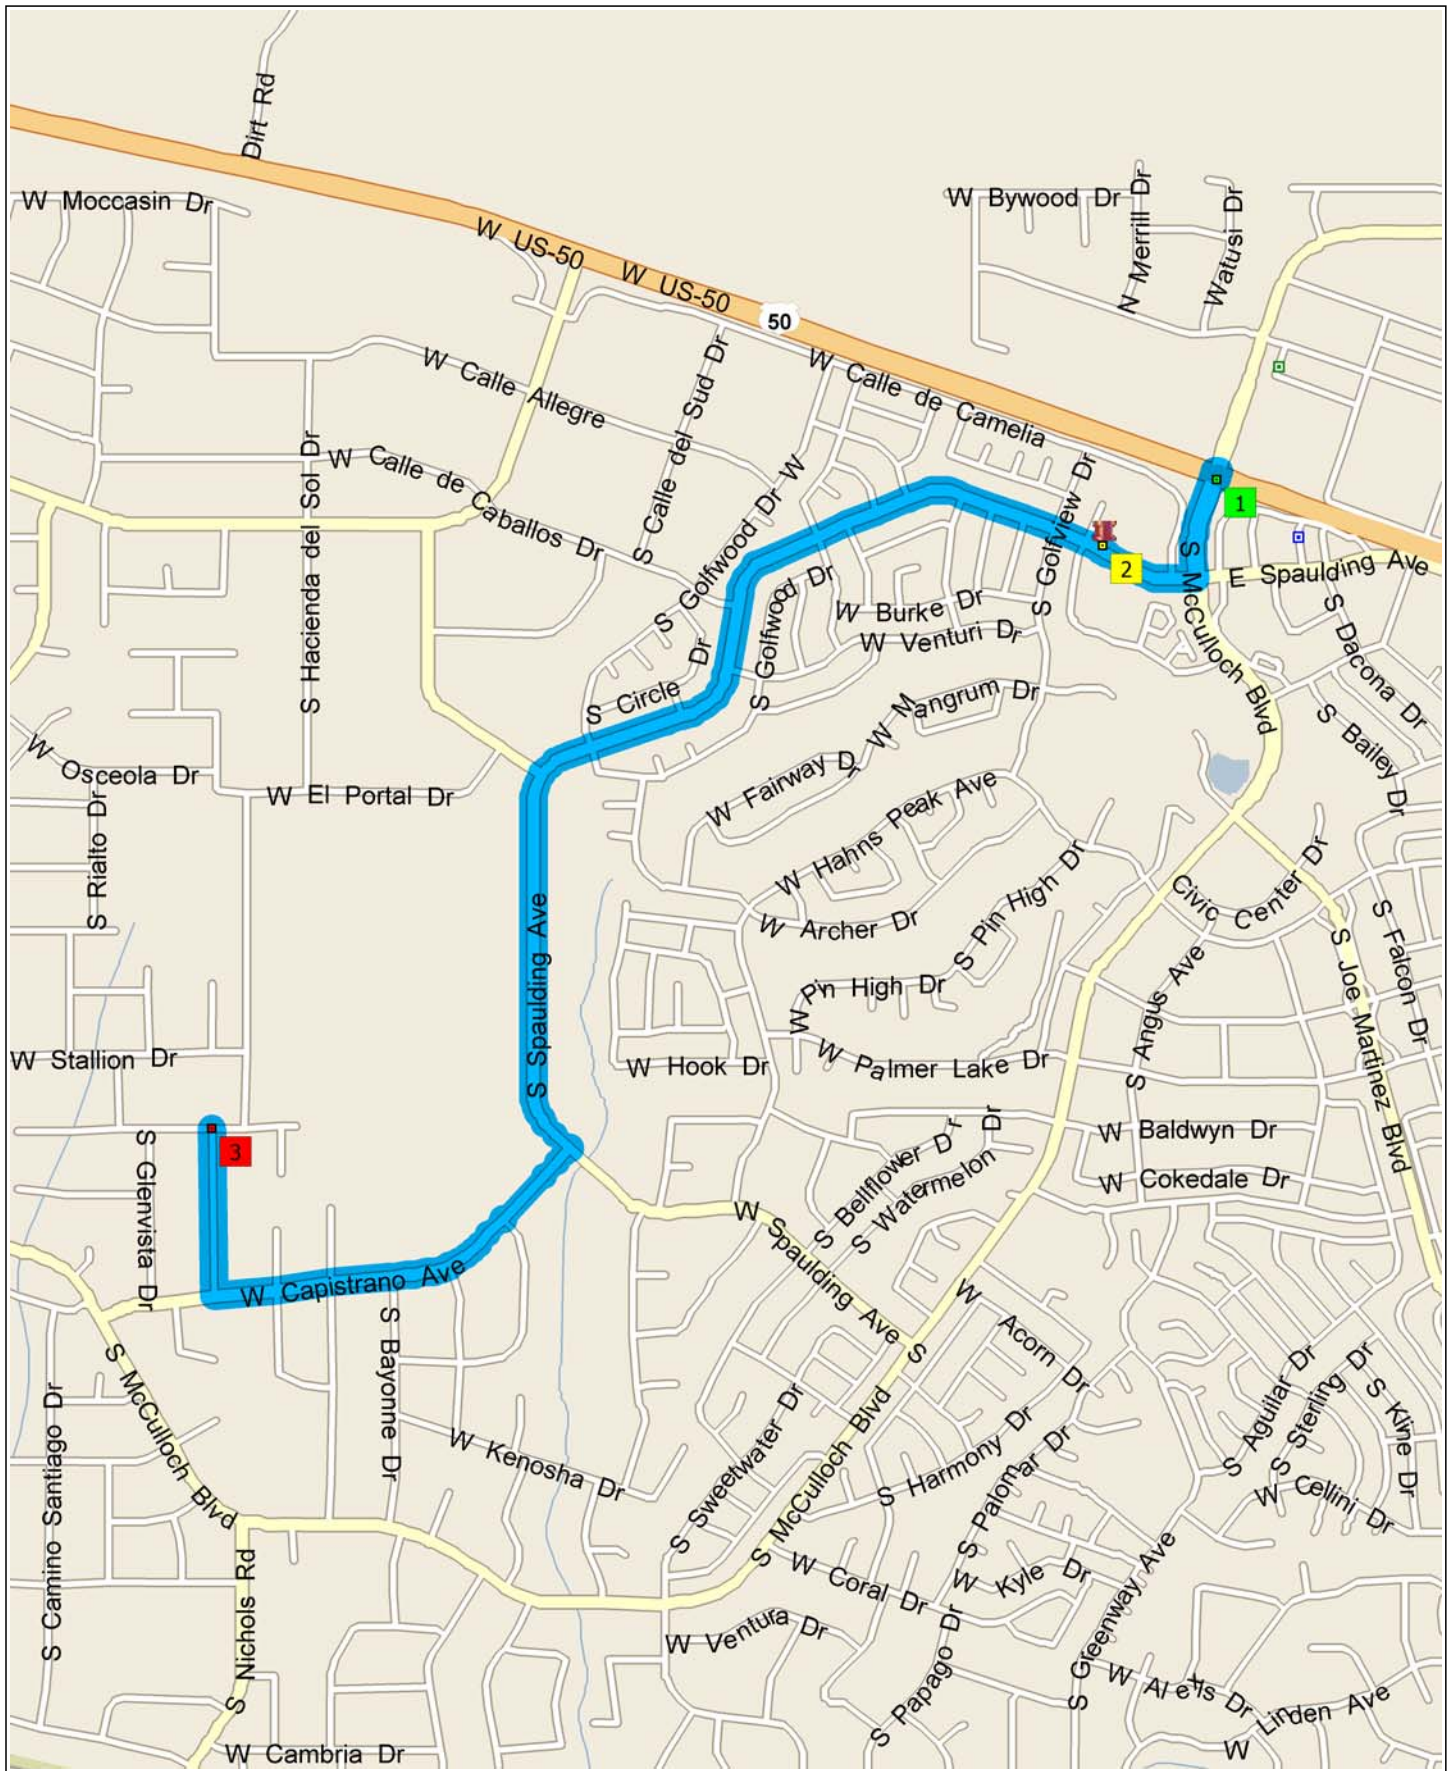 Dirt Rd
W Moccasin Dr
W Bywood Dr
N Merrill Dr
Watusi Dr
W US-50
W US-50
50
W Calle Allegre
S Calle del Sud Dr
W Calle de Camelia
W Calle de Caballos Dr
S Hacienda del Sol Dr
S Golfwood Dr W
S Golfview Dr
1
2
S McCulloch Blvd
E Spaulding Ave
S Golfwood Dr
W Burke Dr
W Venturi Dr
S Dacona Dr
S Circle Dr
W Mangrum Dr
S Bailey Dr
W Osceola Dr
W El Portal Dr
W Fairway Dr
S Rialto Dr
W Hahns Peak Ave
S Pin High Dr
Civic Center Dr
W Archer Dr
S Falcon Dr
S Spaulding Ave
W Pin High Dr
S Angus Ave
S Joe Martinez Blvd
W Stallion Dr
W Hook Dr
W Palmer Lake Dr
3
S Glenvista Dr
S Bellflower Dr
S Watermelon Dr
W Baldwyn Dr
W Cokedale Dr
W Spaulding Ave S
W Capistrano Ave
S Bayonne Dr
W Acorn Dr
S McCulloch Blvd
S Aguilar Dr
S Sterling Dr
S Kline Dr
S Camino Santiago Dr
W Kenosha Dr
S Sweetwater Dr
S McCulloch Blvd
S Harmony Dr
S Palomar Dr
W Cellini Dr
S Nichols Rd
W Coral Dr
W Kyle Dr
S Greenway Ave
W Ventura Dr
S Papago Dr
W Alexis Dr
W Linden Ave
W Cambria Dr